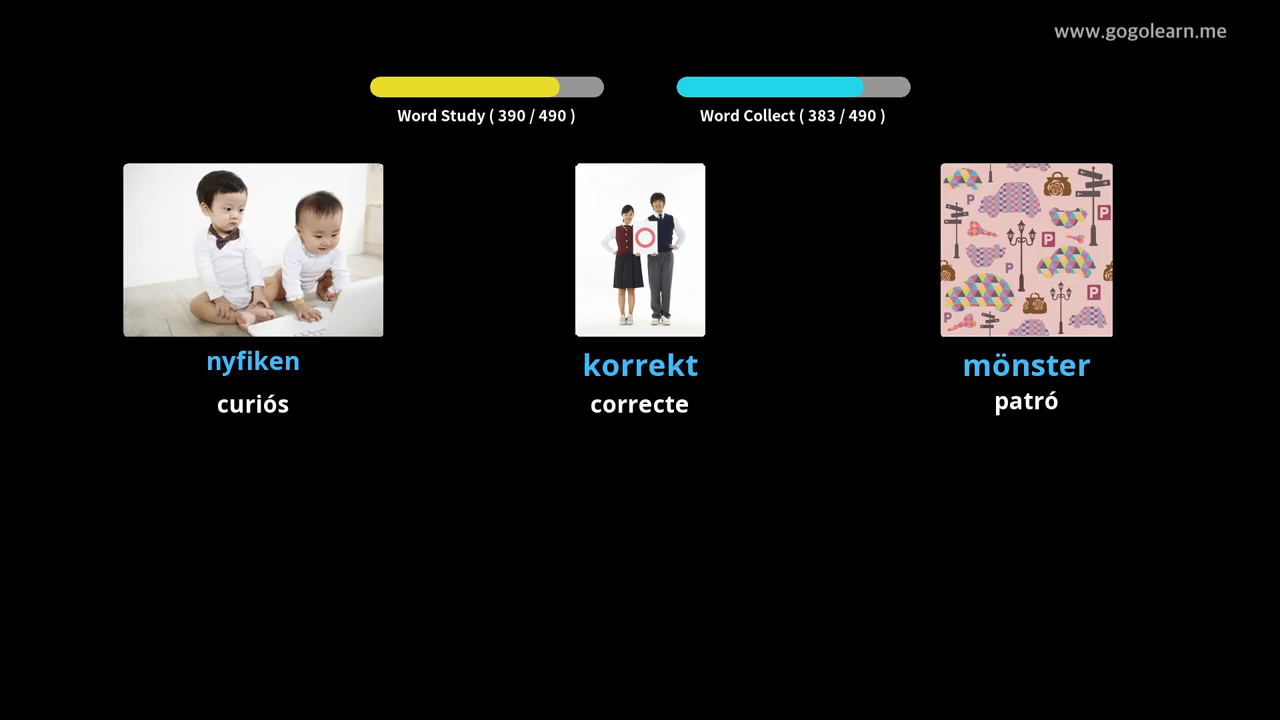 www.gogolearn.me
Word Study ( 390 / 490 )
Word Collect ( 383 / 490 )
P
P
P
P
P
P
nyfiken
korrekt
mönster
curiós
correcte
patró